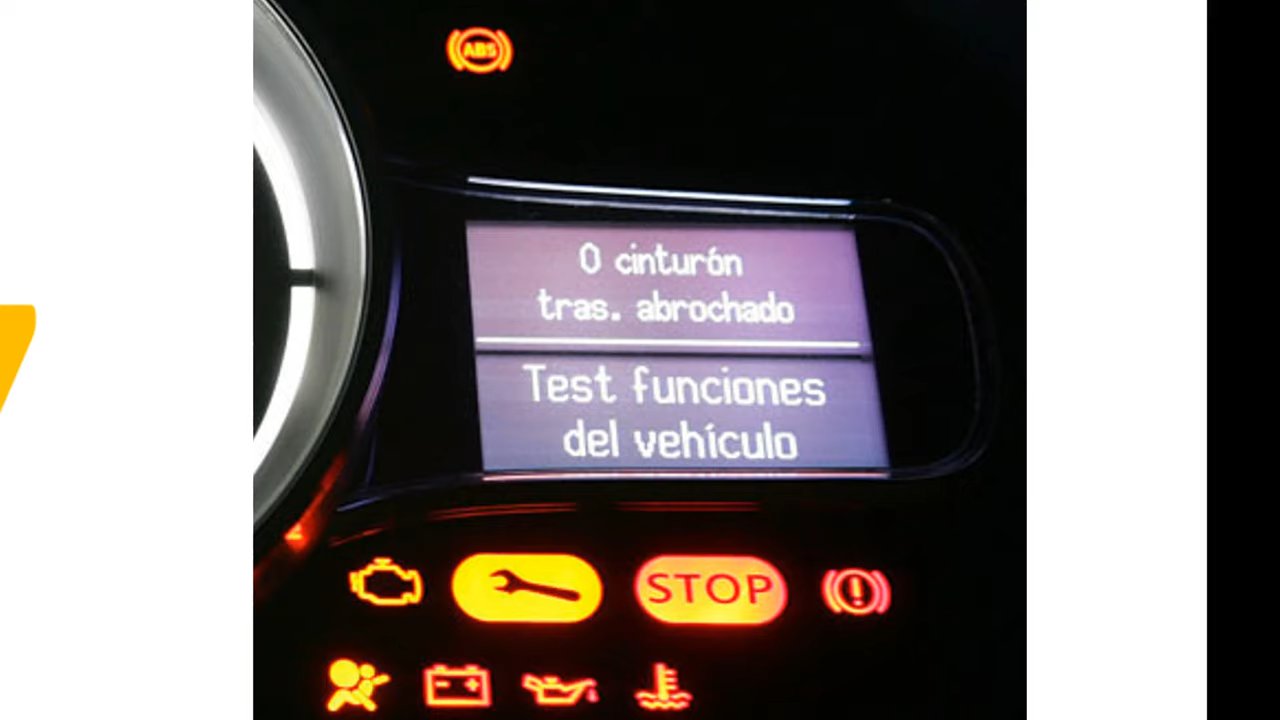 ABS
0 cinturón
tras. abrochado
Test funciones
del vehículo
STOP